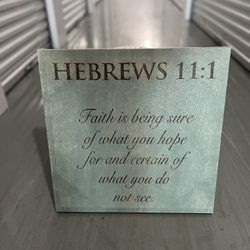 HEBREWS 11:1
Faith is being sure
of what you hope
for and certain of
what you do
not see.